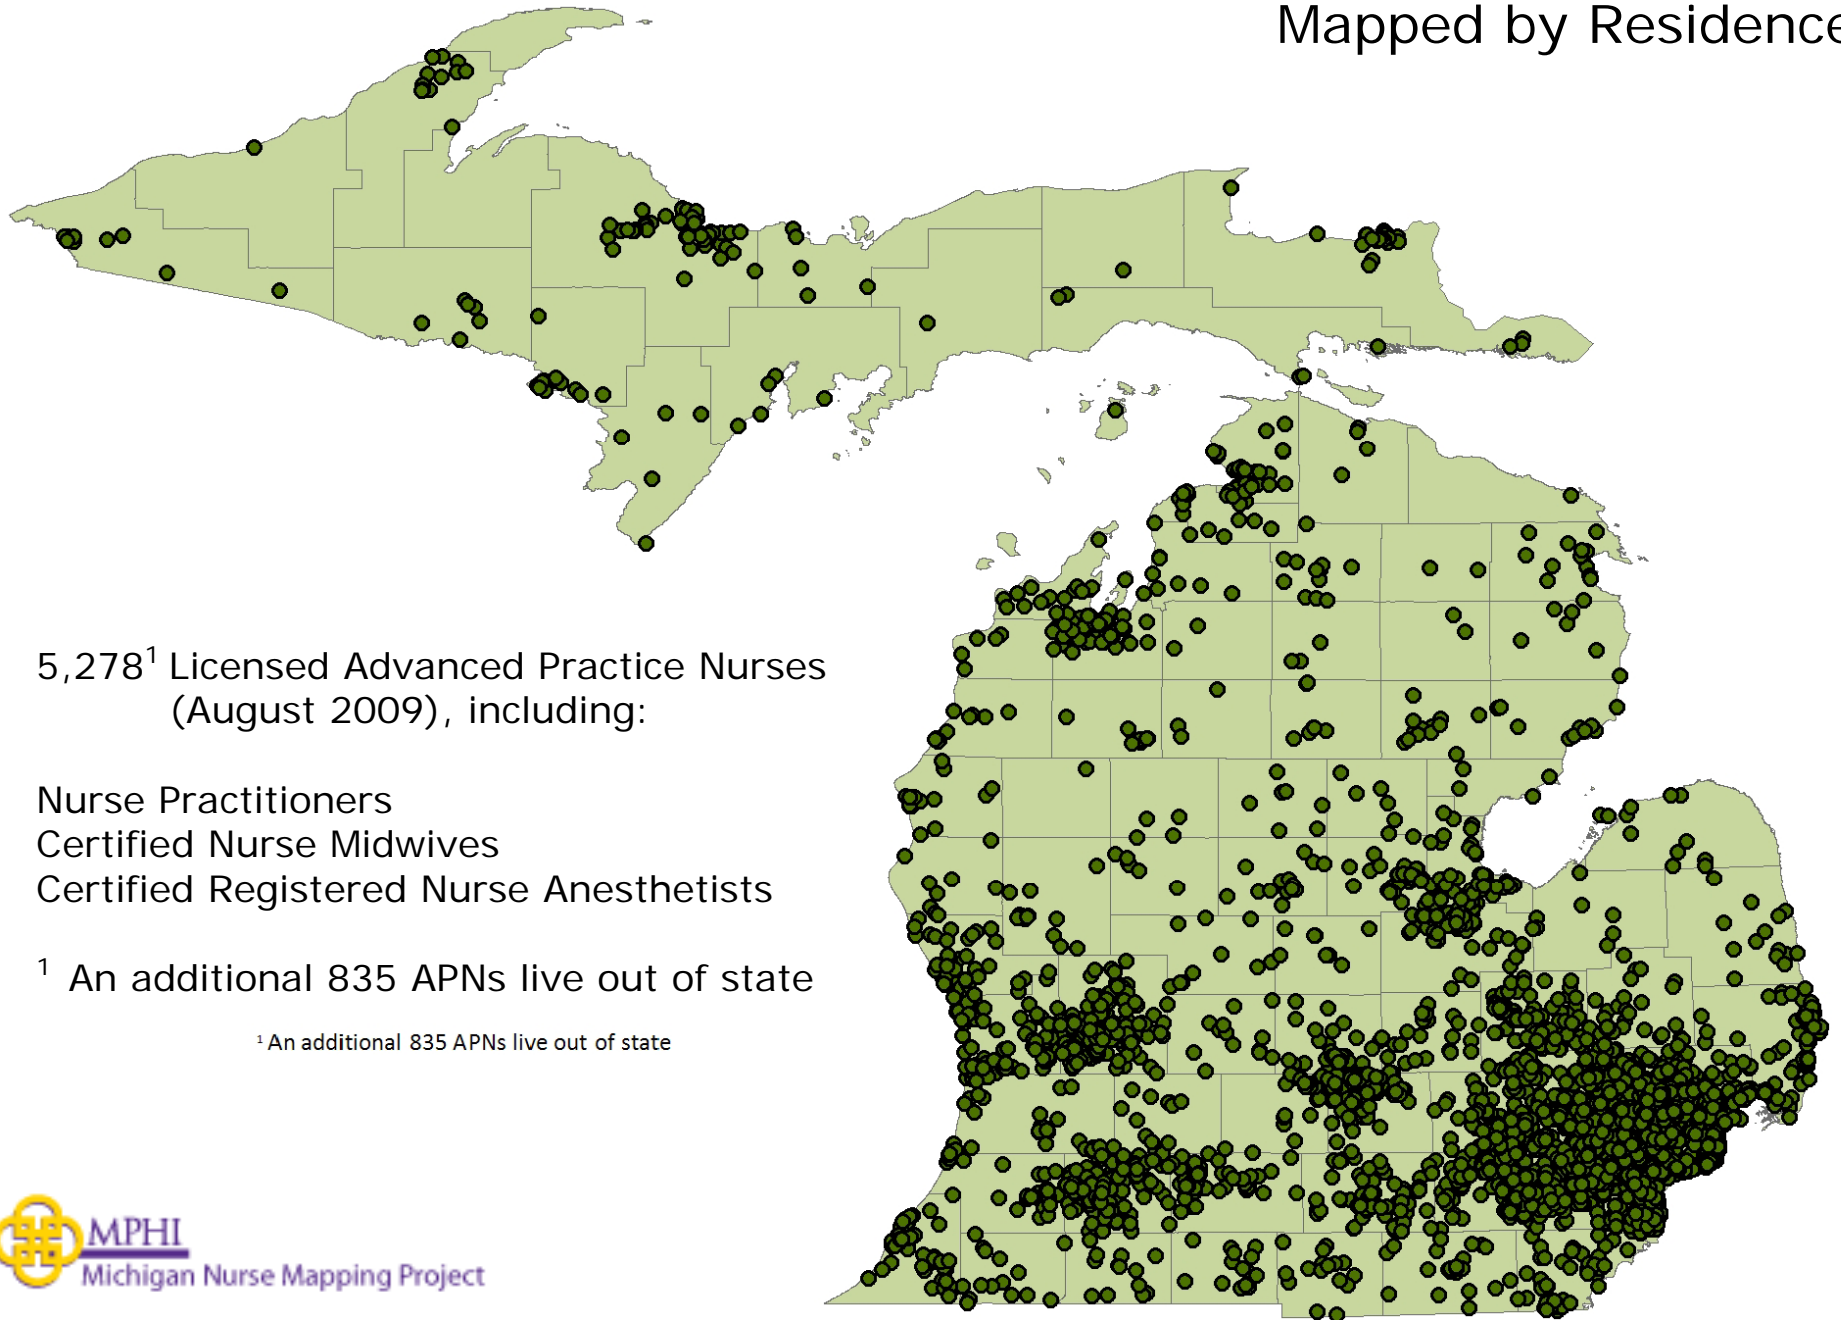 Mapped by Residence
5,278¹ Licensed Advanced Practice Nurses
(August 2009), including:
Nurse Practitioners
Certified Nurse Midwives
Certified Registered Nurse Anesthetists
¹ An additional 835 APNs live out of state
¹ An additional 835 APNs live out of state
MPHI
Michigan Nurse Mapping Project